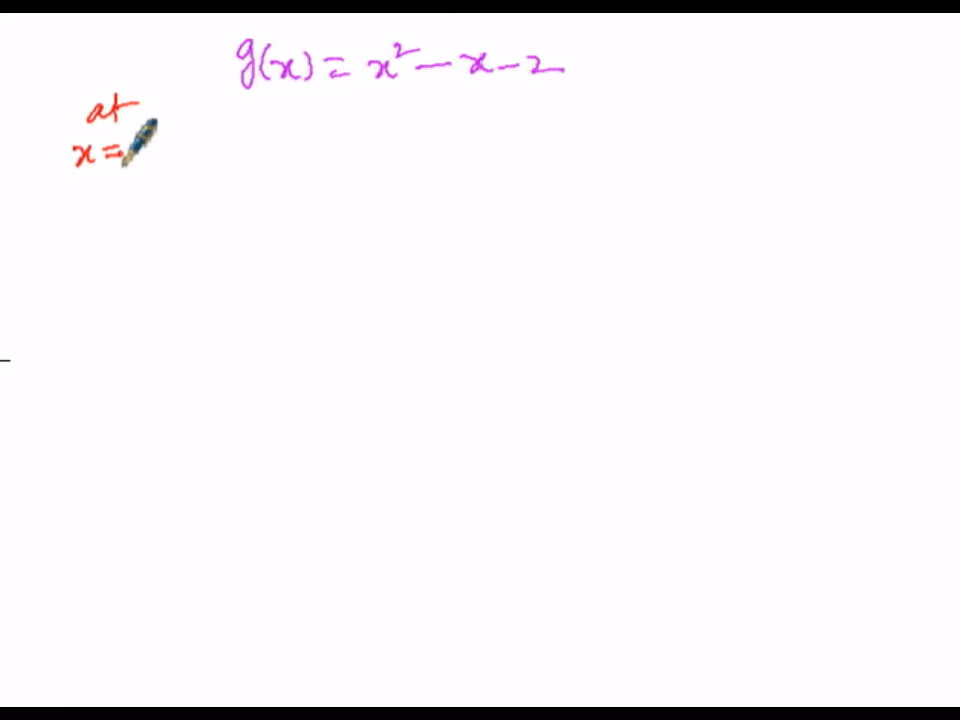 g(x) = x² - x - 2
at
x =